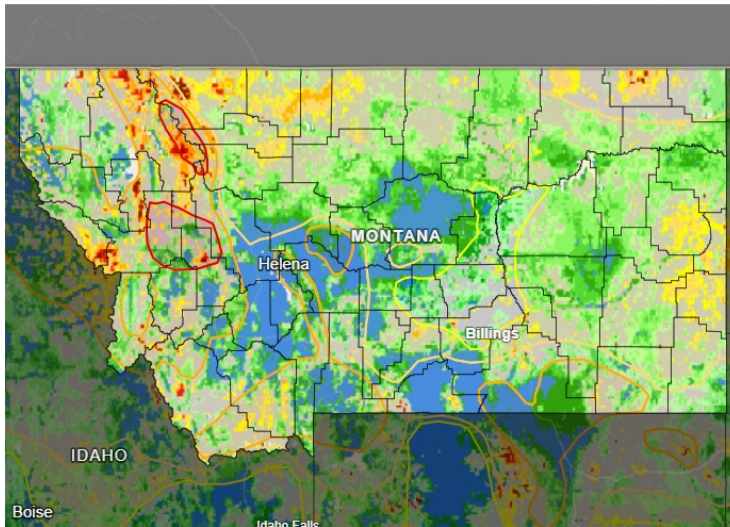 MONTANA
Helena
Billings
IDAHO
Boise
Idaho Falls